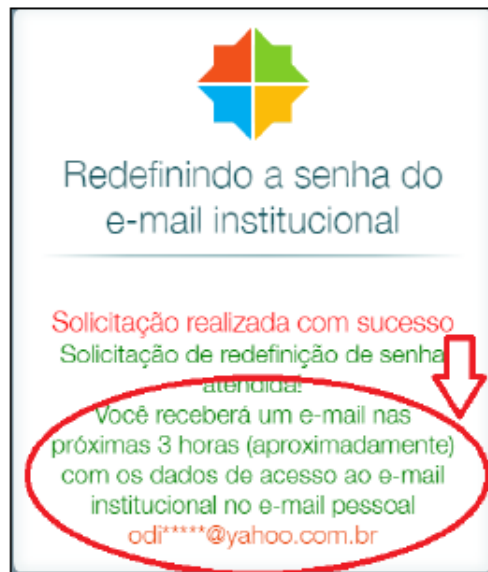 Redefinindo a senha do
e-mail institucional
Solicitação realizada com sucesso
Solicitação de redefinição de senha
atendida!
Você receberá um e-mail nas
próximas 3 horas (aproximadamente)
com os dados de acesso ao e-mail
institucional no e-mail pessoal
odi*****@yahoo.com.br